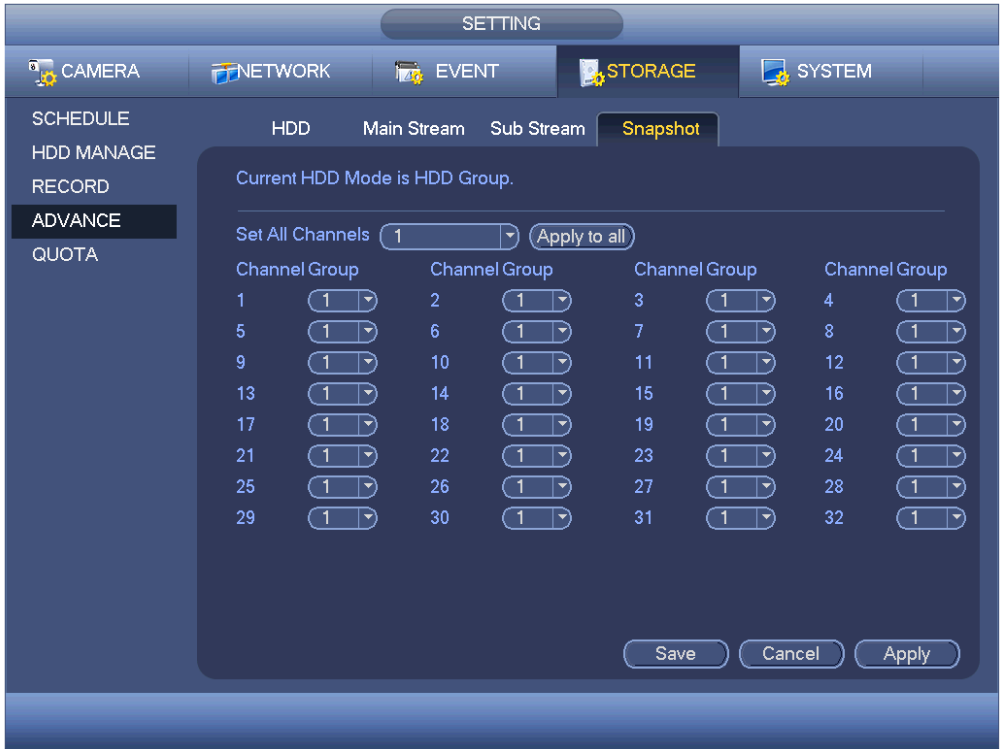 SETTING
CAMERA NETWORK EVENT STORAGE SYSTEM
SCHEDULE
HDD MANAGE
RECORD
ADVANCE
QUOTA
HDD Main Stream Sub Stream Snapshot
Current HDD Mode is HDD Group.
Set All Channels 1 Apply to all
Channel Group Channel Group Channel Group Channel Group
1 1 2 1 3 1 4 1
5 1 6 1 7 1 8 1
9 1 10 1 11 1 12 1
13 1 14 1 15 1 16 1
17 1 18 1 19 1 20 1
21 1 22 1 23 1 24 1
25 1 26 1 27 1 28 1
29 1 30 1 31 1 32 1
Save Cancel Apply